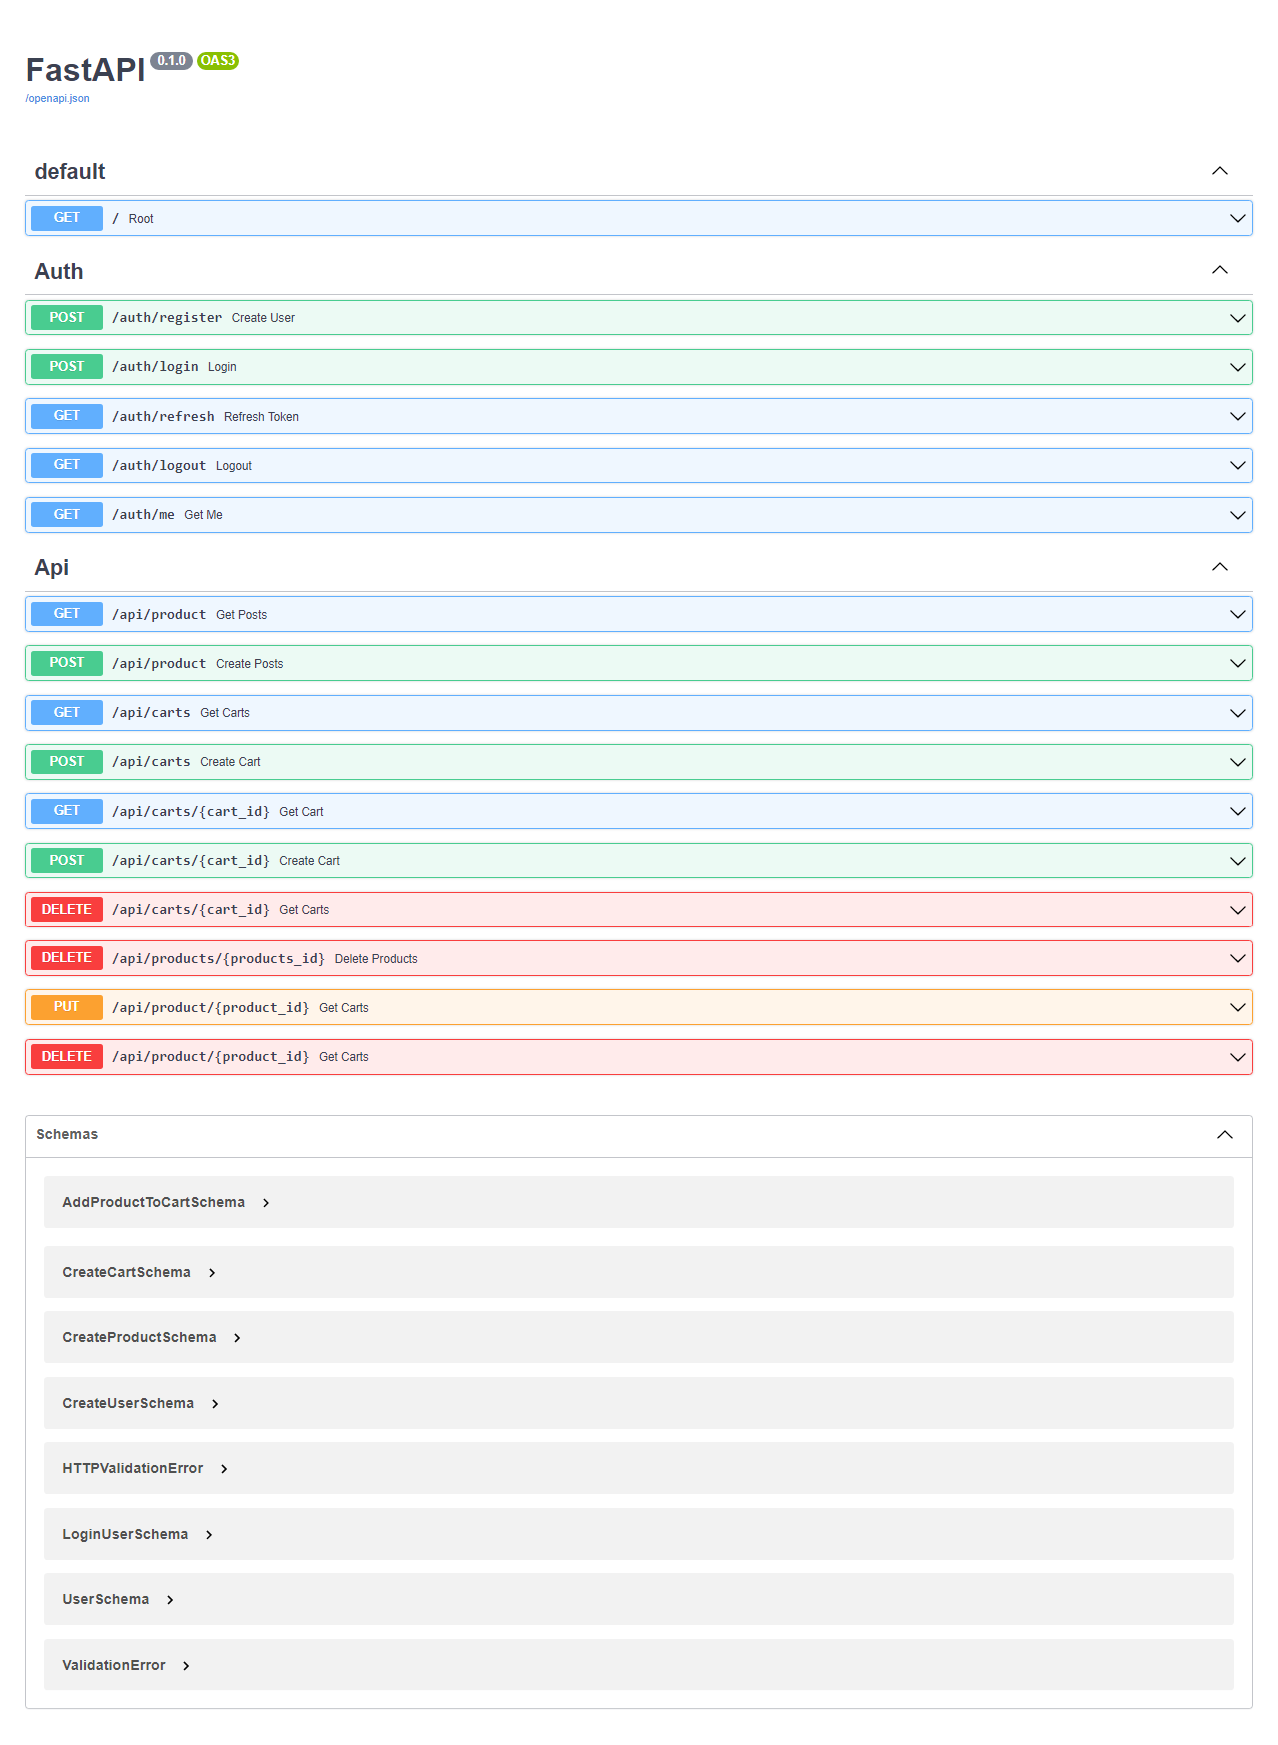 FastAPI 0.1.0 OAS3
/openapi.json
default
GET / Root
Auth
POST /auth/register Create User
POST /auth/login Login
GET /auth/refresh Refresh Token
GET /auth/logout Logout
GET /auth/me Get Me
Api
GET /api/product Get Posts
POST /api/product Create Posts
GET /api/carts Get Carts
POST /api/carts Create Cart
GET /api/carts/{cart_id} Get Cart
POST /api/carts/{cart_id} Create Cart
DELETE /api/carts/{cart_id} Get Carts
DELETE /api/products/{products_id} Delete Products
PUT /api/product/{product_id} Get Carts
DELETE /api/product/{product_id} Get Carts
Schemas
AddProductToCartSchema
CreateCartSchema
CreateProductSchema
CreateUserSchema
HTTPValidationError
LoginUserSchema
UserSchema
ValidationError